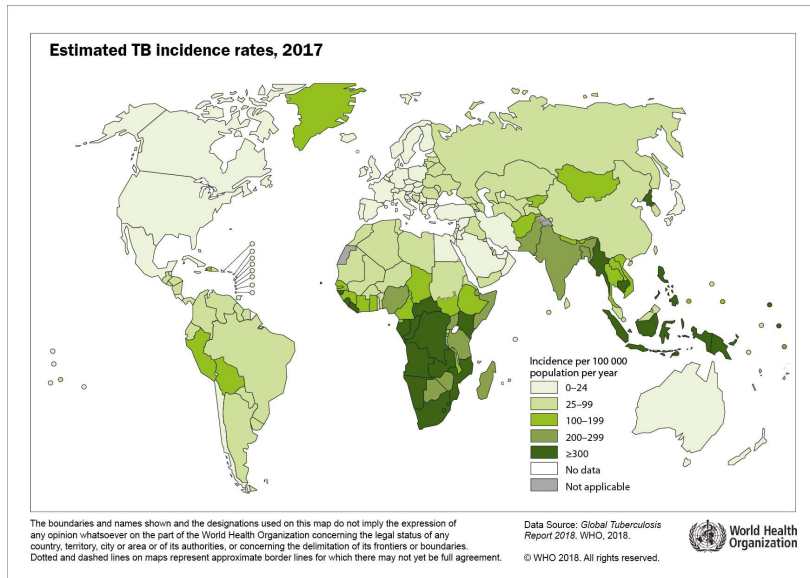 Estimated TB incidence rates, 2017
Incidence per 100 000
population per year
0–24
25–99
100–199
200–299
≥300
No data
Not applicable
The boundaries and names shown and the designations used on this map do not imply the expression of
any opinion whatsoever on the part of the World Health Organization concerning the legal status of any
country, territory, city or area or of its authorities, or concerning the delimitation of its frontiers or boundaries.
Dotted and dashed lines on maps represent approximate border lines for which there may not yet be full agreement.
Data Source: Global Tuberculosis
Report 2018. WHO, 2018.
© WHO 2018. All rights reserved.
World Health
Organization